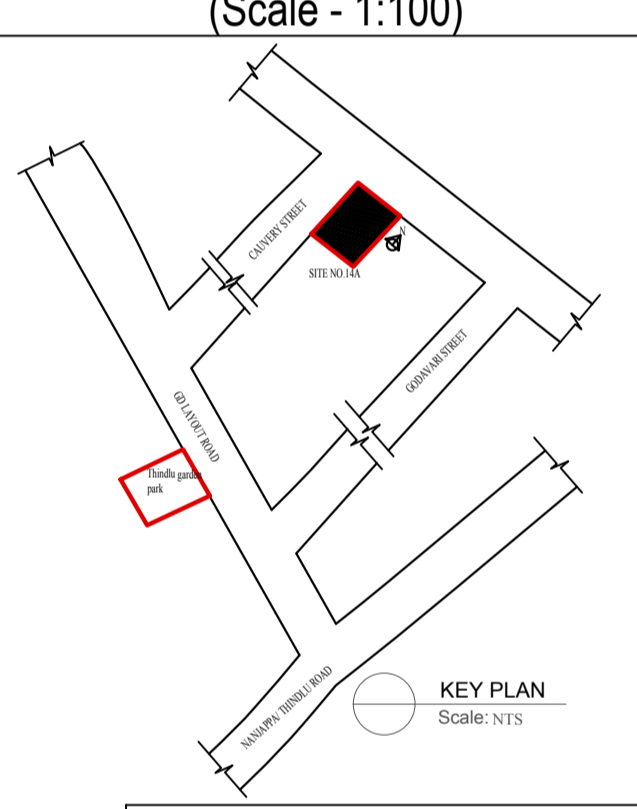 (Scale - 1:100)
CAUVERY STREET
N
SITE NO.14A
GODAVARI STREET
GD LAYOUT ROAD
Thindlu garden
park
NANJAPPA/ THINDLU ROAD
KEY PLAN
Scale: NTS